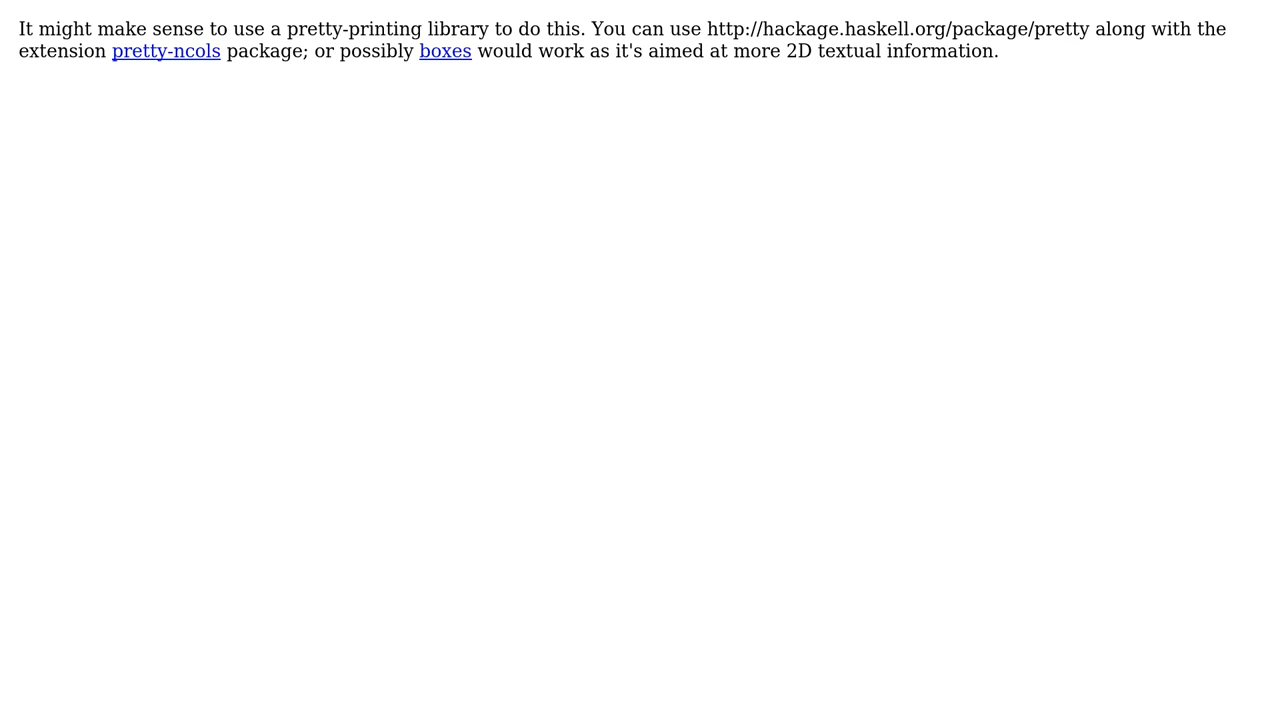 It might make sense to use a pretty-printing library to do this. You can use http://hackage.haskell.org/package/pretty along with the
extension pretty-ncols package; or possibly boxes would work as it's aimed at more 2D textual information.